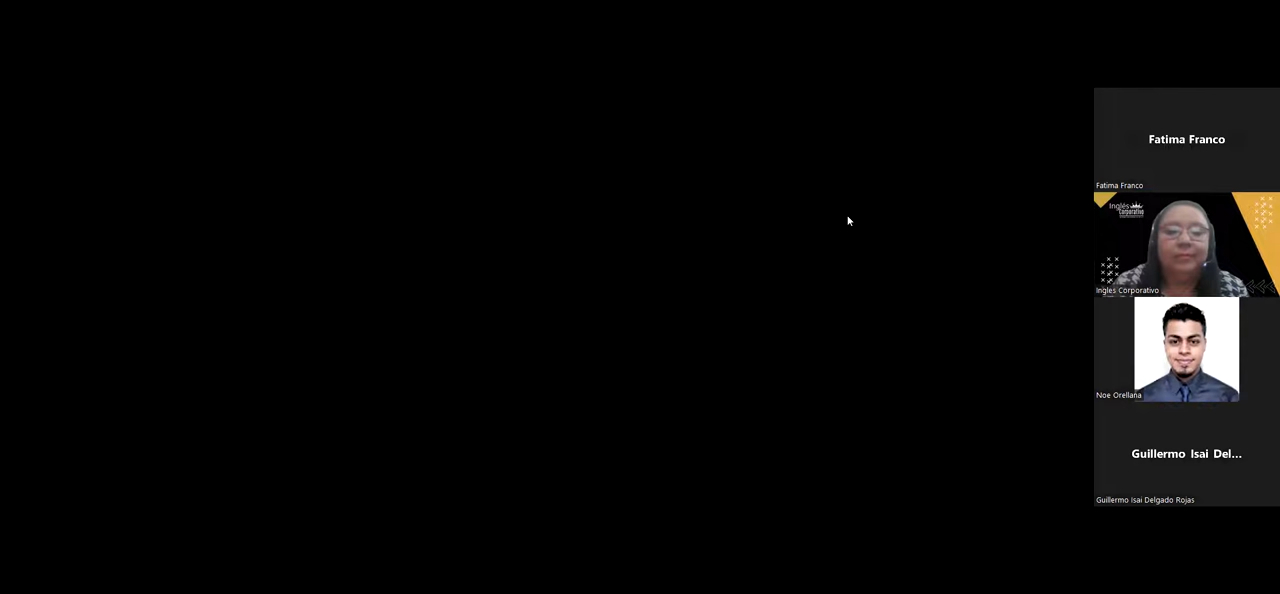 Fatima Franco
Fatima Franco
Inglés
Corporativo
Ingles Corporativo
Noe Orellana
Guillermo Isai Del...
Guillermo Isai Delgado Rojas